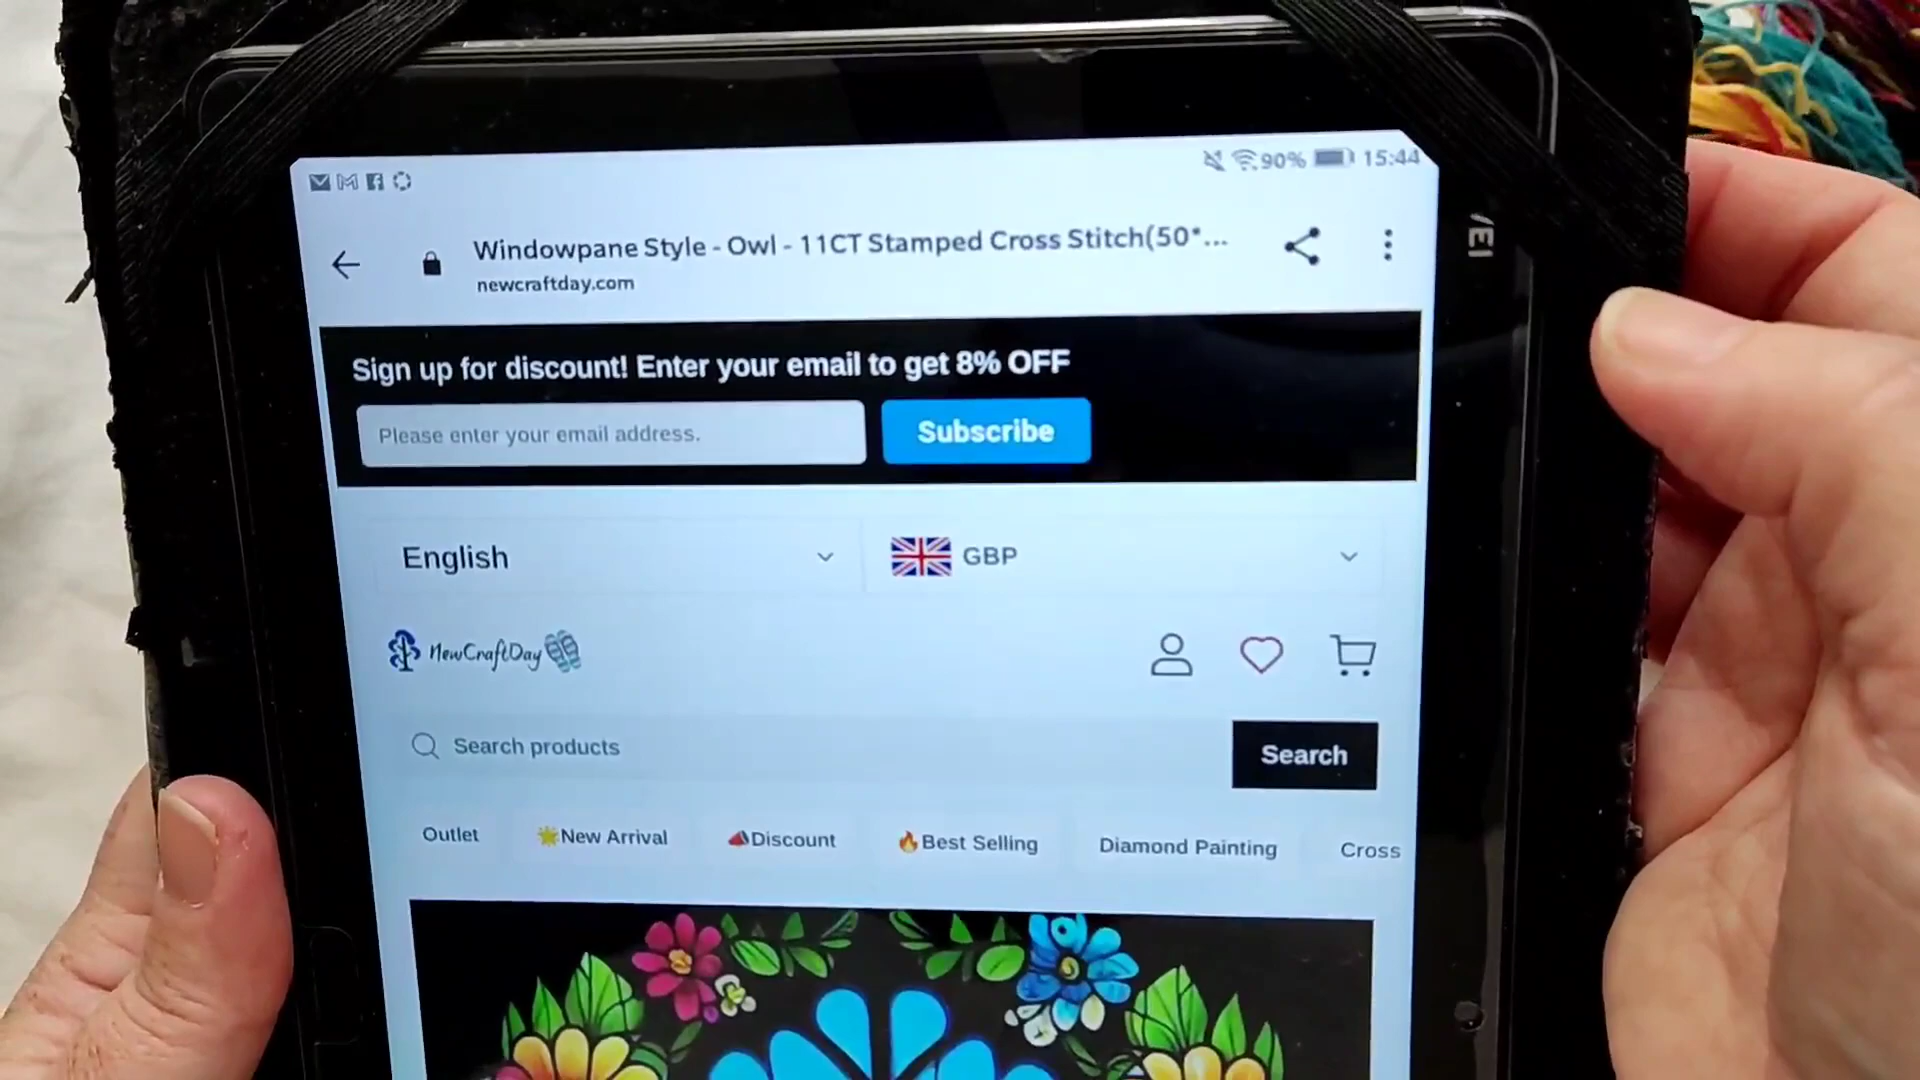 90% 15:44
Windowpane Style - Owl - 11CT Stamped Cross Stitch(50*...
newcraftday.com
Sign up for discount! Enter your email to get 8% OFF
Please enter your email address.
Subscribe
English
GBP
NewCraftDay
Search products
Search
Outlet
New Arrival
Discount
Best Selling
Diamond Painting
Cross